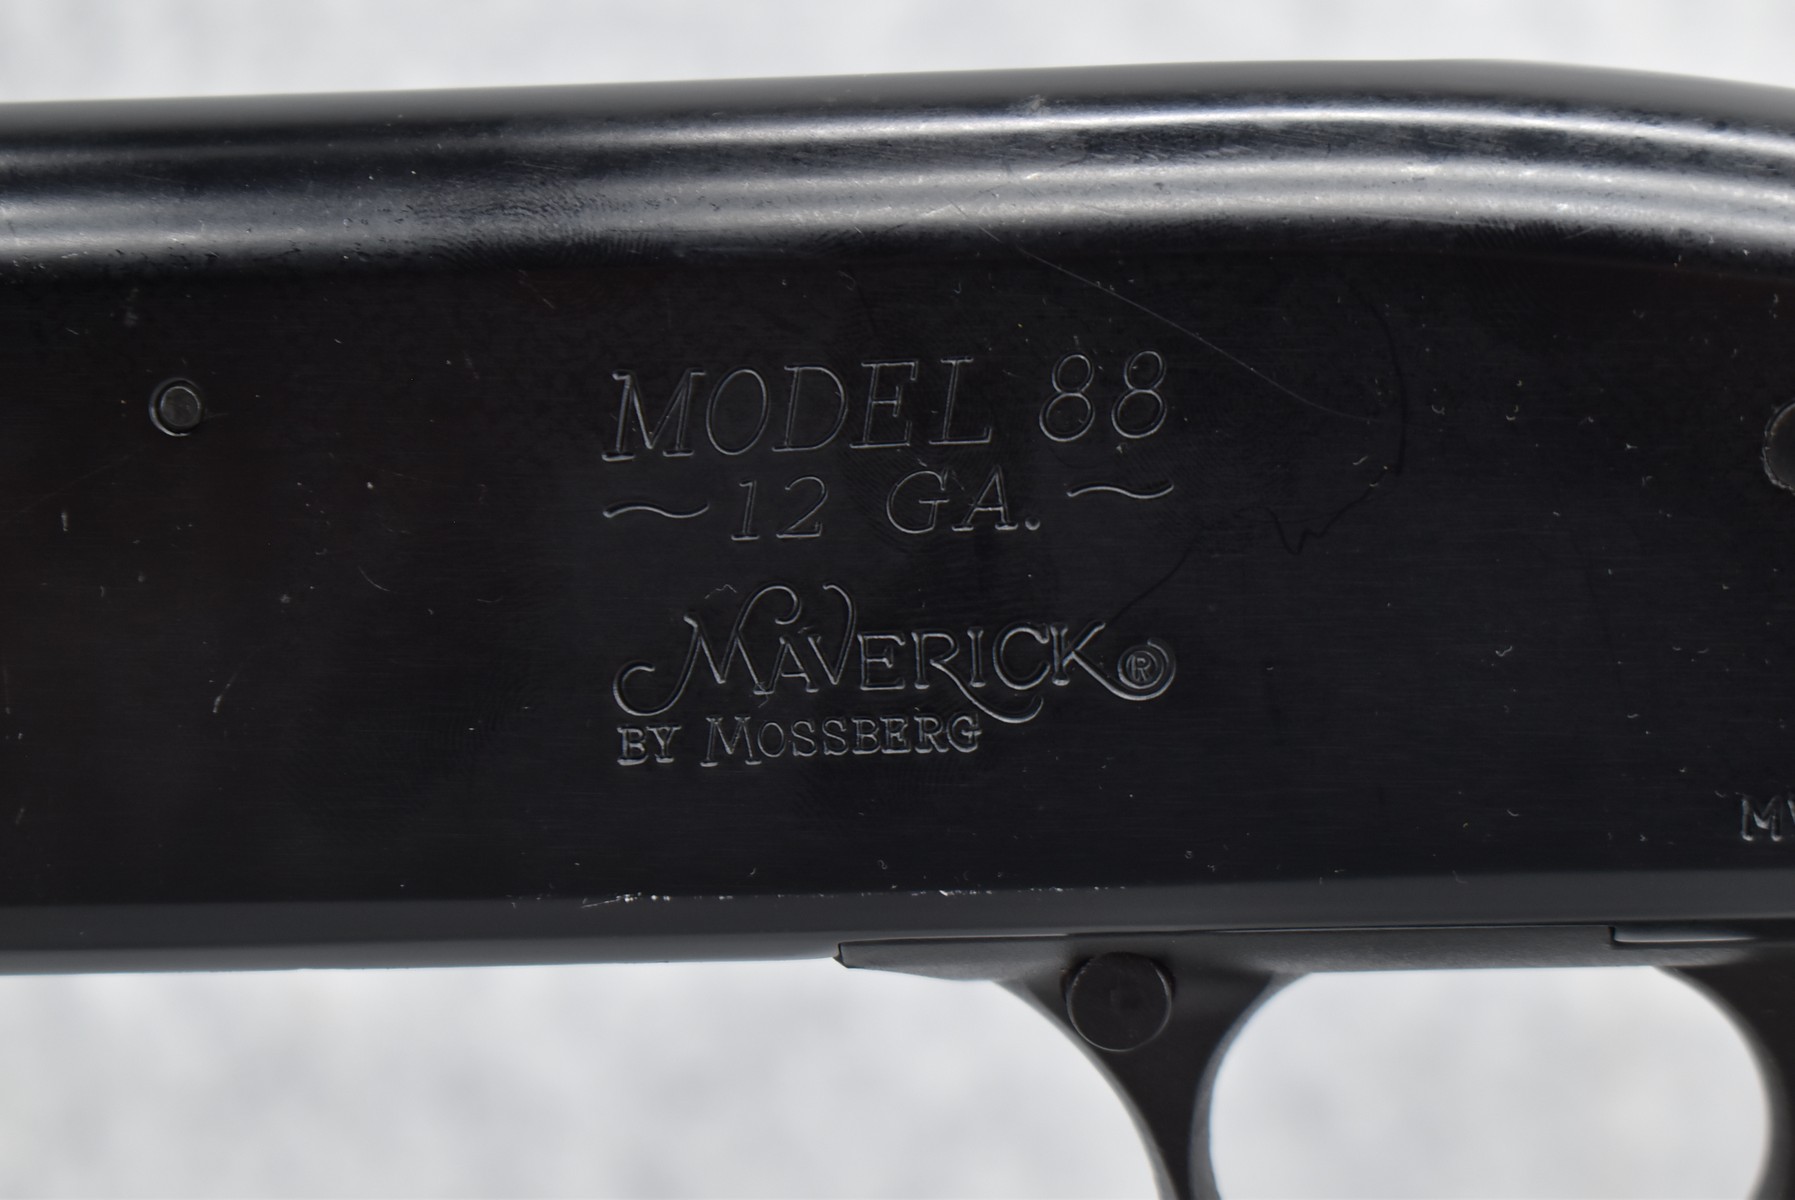 MODEL 88
~12 GA.~
MAVERICK®
BY MOSSBERG